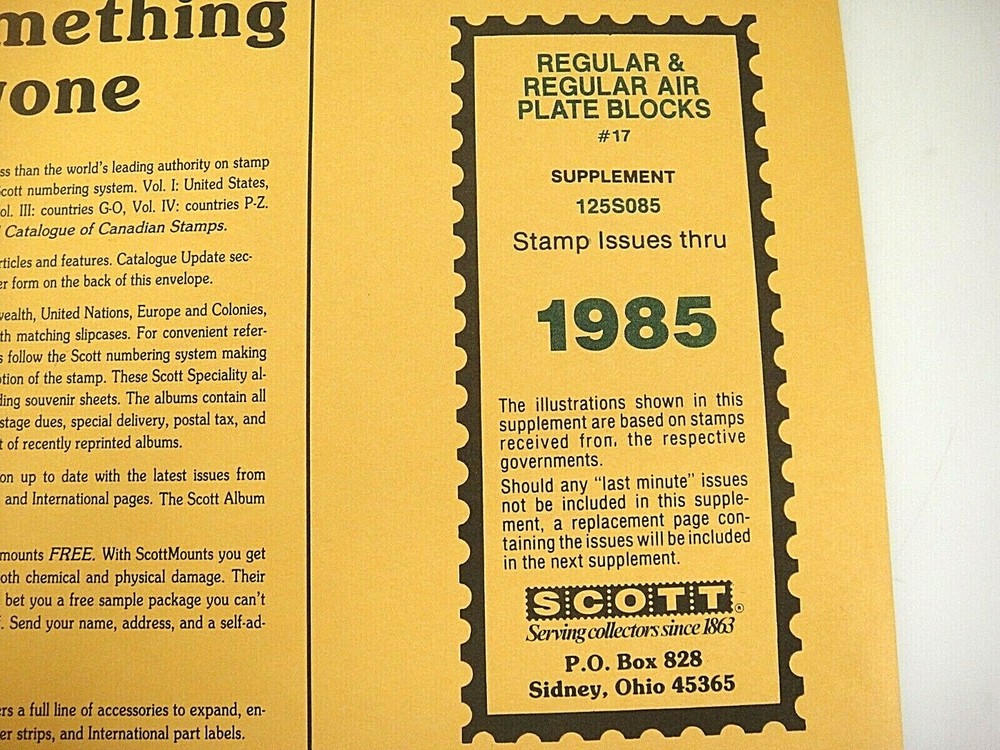 mething
yone
ss than the world's leading authority on stamp
Scott numbering system. Vol. I: United States,
ol. III: countries G-O, Vol. IV: countries P-Z.
Catalogue of Canadian Stamps.
rticles and features. Catalogue Update sec-
er form on the back of this envelope.
wealth, United Nations, Europe and Colonies,
th matching slipcases. For convenient refer-
s follow the Scott numbering system making
tion of the stamp. These Scott Speciality al-
ding souvenir sheets. The albums contain all
stage dues, special delivery, postal tax, and
t of recently reprinted albums.
on up to date with the latest issues from
and International pages. The Scott Album
mounts FREE. With ScottMounts you get
oth chemical and physical damage. Their
bet you a free sample package you can't
. Send your name, address, and a self-ad-
rs a full line of accessories to expand, en-
er strips, and International part labels.
REGULAR &
REGULAR AIR
PLATE BLOCKS
#17
SUPPLEMENT
125S085
Stamp Issues thru
1985
The illustrations shown in this
supplement are based on stamps
received from, the respective
governments.
Should any "last minute" issues
not be included in this supple-
ment, a replacement page con-
taining the issues will be included
in the next supplement.
SCOTT®
Serving collectors since 1863
P.O. Box 828
Sidney, Ohio 45365